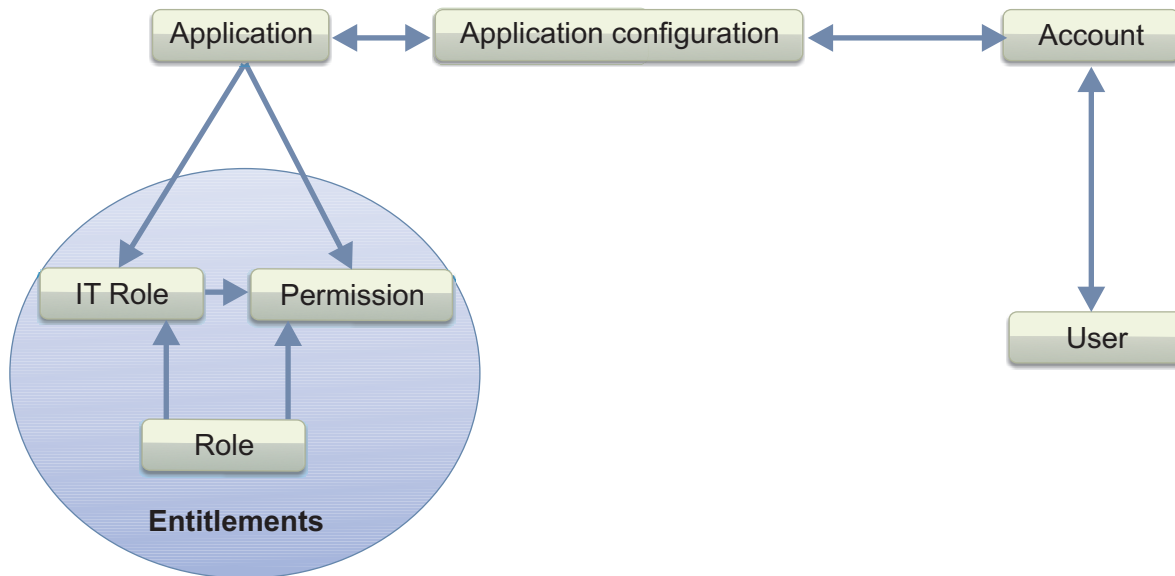 Application
Application configuration
Account
IT Role
Permission
User
Role
Entitlements